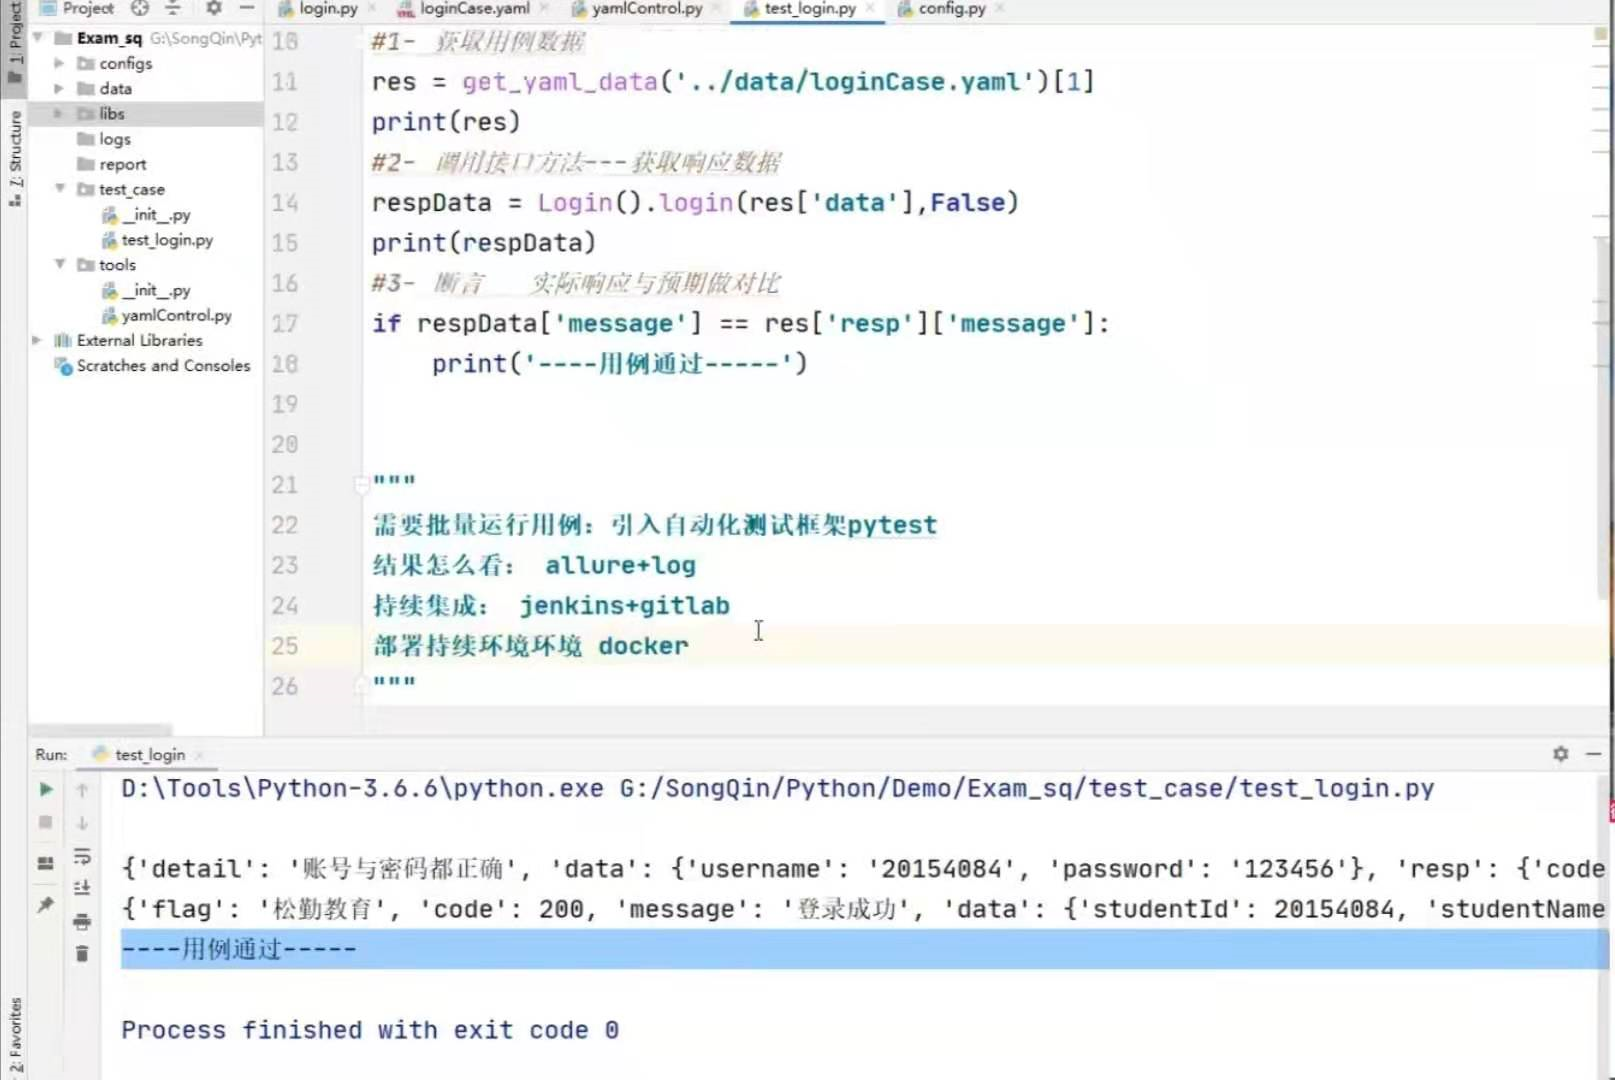 1: Project
Project
login.py
loginCase.yaml
yamlControl.py
test_login.py
config.py
Exam_sq G:\SongQin\Pyt
configs
data
libs
logs
report
test_case
__init__.py
test_login.py
tools
__init__.py
yamlControl.py
External Libraries
Scratches and Consoles
7: Structure
10 #1- 获取用例数据
11 res = get_yaml_data('../data/loginCase.yaml')[1]
12 print(res)
13 #2- 调用接口方法---获取响应数据
14 respData = Login().login(res['data'],False)
15 print(respData)
16 #3- 断言 实际响应与预期做对比
17 if respData['message'] == res['resp']['message']:
18 print('----用例通过-----')
19
20
21 """
22 需要批量运行用例：引入自动化测试框架pytest
23 结果怎么看： allure+log
24 持续集成： jenkins+gitlab
25 部署持续环境环境 docker
26 """
Run: test_login
D:\Tools\Python-3.6.6\python.exe G:/SongQin/Python/Demo/Exam_sq/test_case/test_login.py
{'detail': '账号与密码都正确', 'data': {'username': '20154084', 'password': '123456'}, 'resp': {'code
{'flag': '松勤教育', 'code': 200, 'message': '登录成功', 'data': {'studentId': 20154084, 'studentName
----用例通过-----
Process finished with exit code 0
2: Favorites